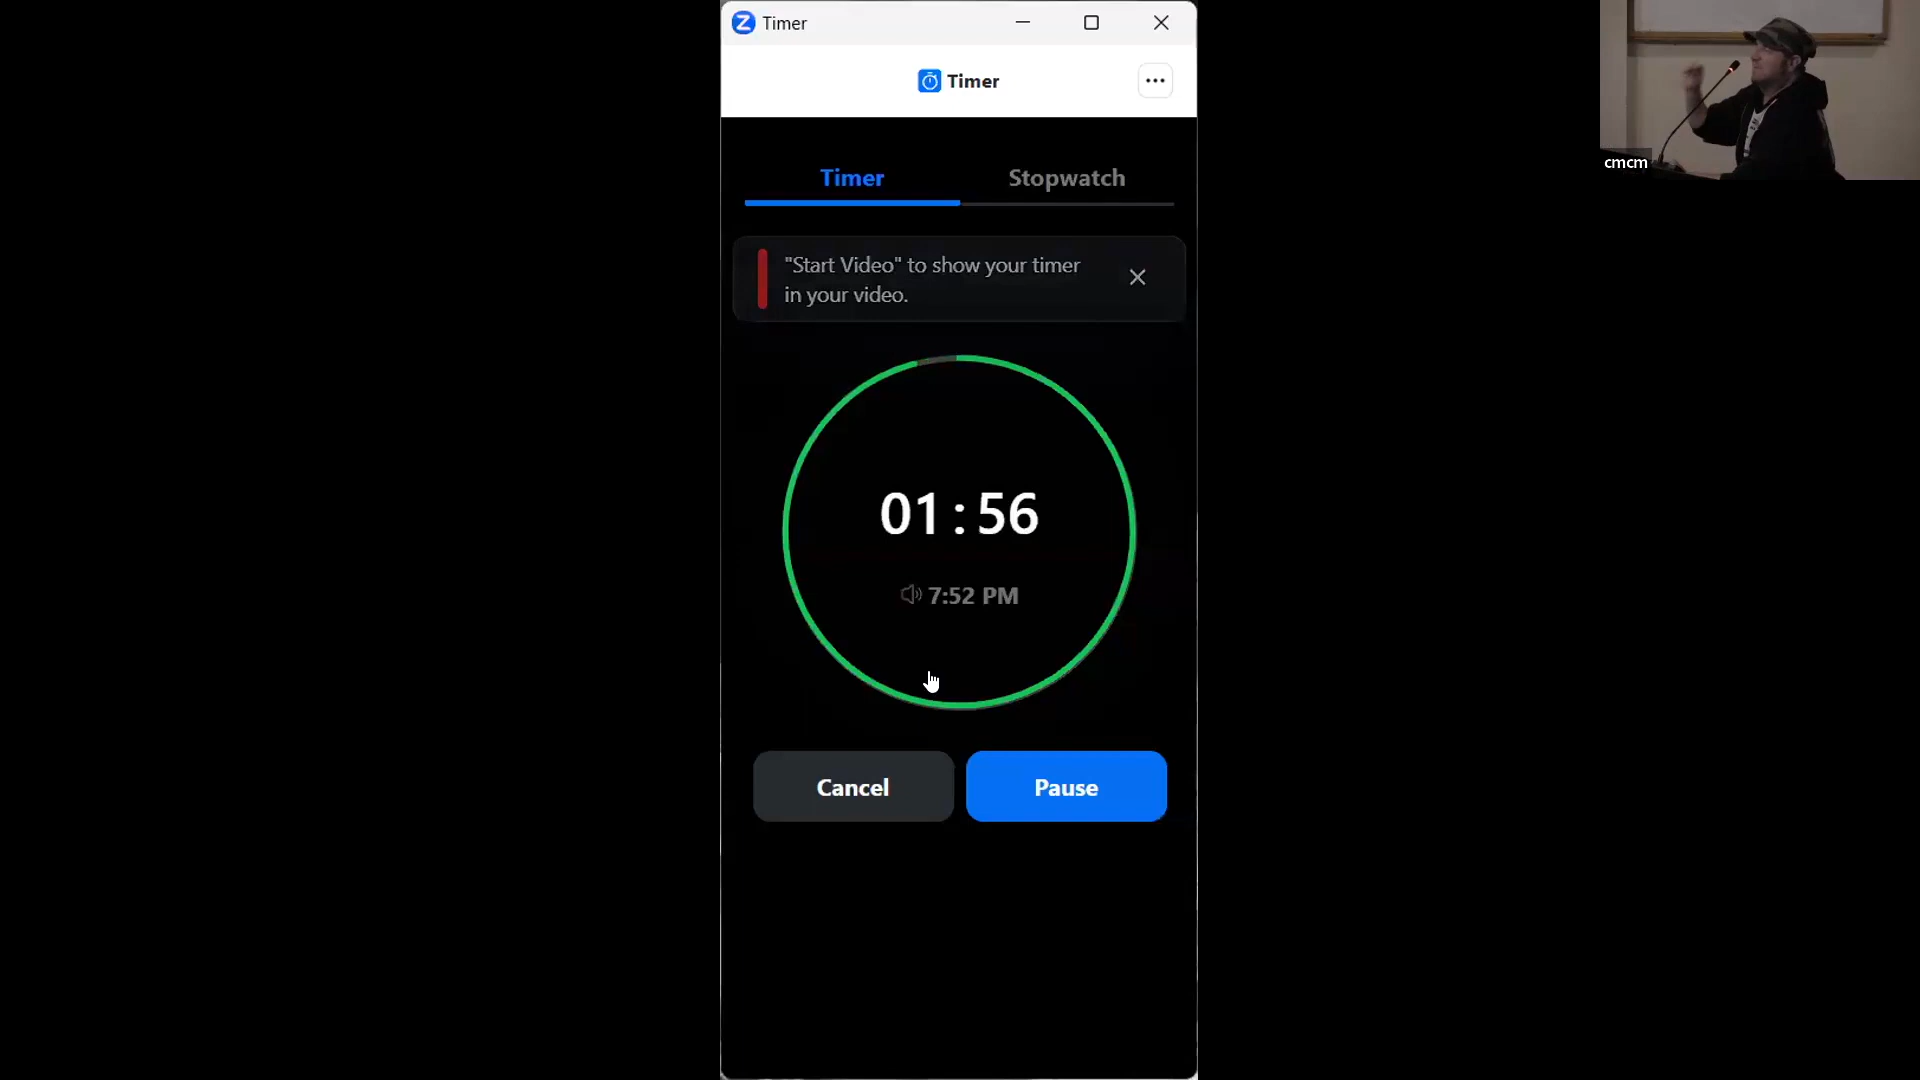 Timer
Timer
Timer
Stopwatch
"Start Video" to show your timer
in your video.
01:56
7:52 PM
Cancel
Pause
cmcm